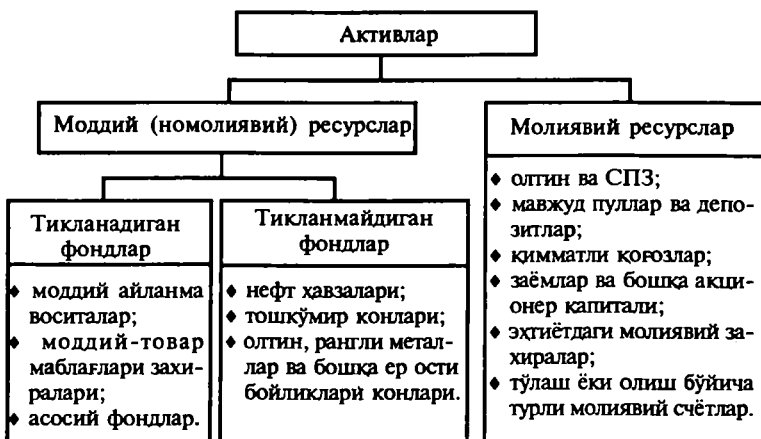 Активлар
Моддий (номолиявий) ресурслар
Молиявий ресурслар
Тикланадиган
фондлар
♦ моддий айланма
воситалар;
♦ моддий-товар
маблағлари захи-
ралари;
♦ асосий фондлар.
Тикланмайдиган
фондлар
♦ нефт ҳавзалари;
♦ тошкўмир конлари;
♦ олтин, рангли метал-
лар ва бошқа ер ости
бойликлари конлари.
♦ олтин ва СПЗ;
♦ мавжуд пуллар ва депо-
зитлар;
♦ қимматли қоғозлар;
♦ заёмлар ва бошқа акци-
онер капитали;
♦ эҳтиётдаги молиявий за-
хиралар;
♦ тўлаш ёки олиш бўйича
турли молиявий счётлар.